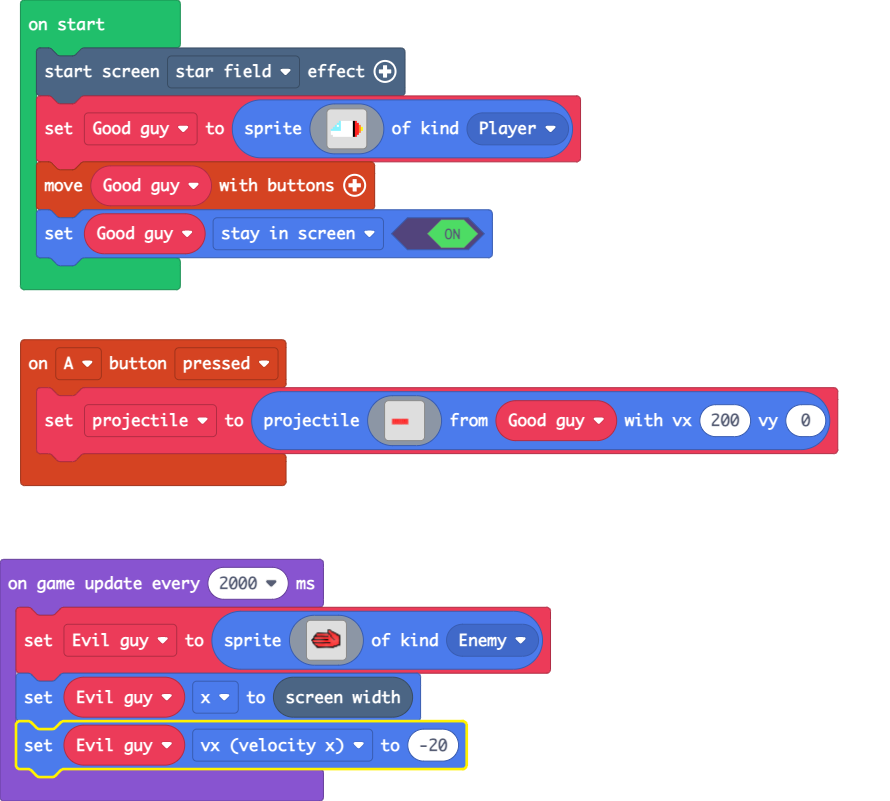 on start
start screen star field effect
set Good guy to sprite of kind Player
move Good guy with buttons
set Good guy stay in screen ON
on A button pressed
set projectile to projectile from Good guy with vx 200 vy 0
on game update every 2000 ms
set Evil guy to sprite of kind Enemy
set Evil guy x to screen width
set Evil guy vx (velocity x) to -20